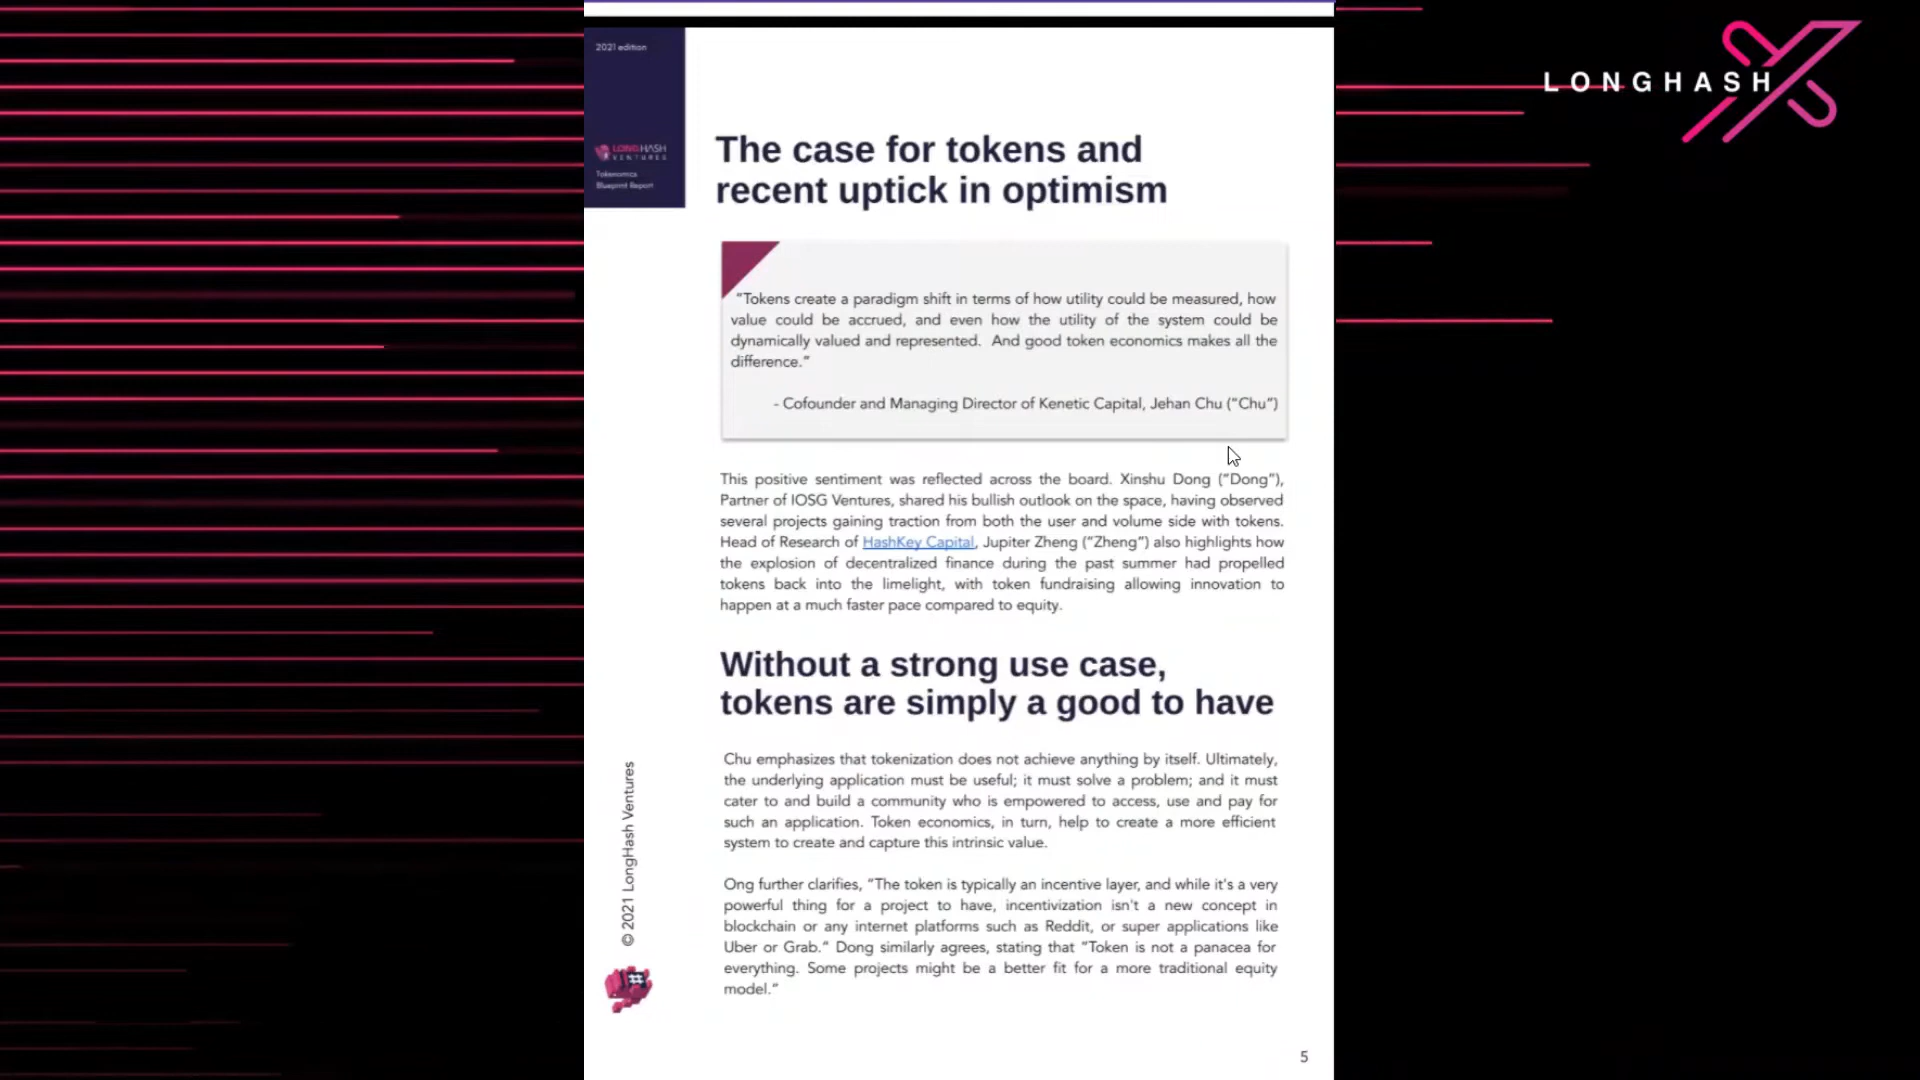 2021 edition
LONGHASH
VENTURES
Tokenomics
Blueprint Report
LONGHASH
The case for tokens and
recent uptick in optimism
“Tokens create a paradigm shift in terms of how utility could be measured, how
value could be accrued, and even how the utility of the system could be
dynamically valued and represented. And good token economics makes all the
difference.”
- Cofounder and Managing Director of Kenetic Capital, Jehan Chu (“Chu”)
This positive sentiment was reflected across the board. Xinshu Dong (“Dong”),
Partner of IOSG Ventures, shared his bullish outlook on the space, having observed
several projects gaining traction from both the user and volume side with tokens.
Head of Research of HashKey Capital, Jupiter Zheng (“Zheng”) also highlights how
the explosion of decentralized finance during the past summer had propelled
tokens back into the limelight, with token fundraising allowing innovation to
happen at a much faster pace compared to equity.
Without a strong use case,
tokens are simply a good to have
Chu emphasizes that tokenization does not achieve anything by itself. Ultimately,
the underlying application must be useful; it must solve a problem; and it must
cater to and build a community who is empowered to access, use and pay for
such an application. Token economics, in turn, help to create a more efficient
system to create and capture this intrinsic value.
Ong further clarifies, “The token is typically an incentive layer, and while it's a very
powerful thing for a project to have, incentivization isn't a new concept in
blockchain or any internet platforms such as Reddit, or super applications like
Uber or Grab.” Dong similarly agrees, stating that “Token is not a panacea for
everything. Some projects might be a better fit for a more traditional equity
model.”
© 2021 LongHash Ventures
5